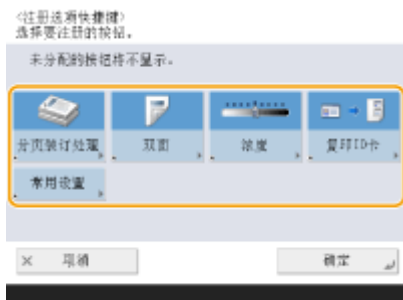 <注册选项快捷键>
选择要注册的按钮。
未分配的按钮将不显示。
分页装订处理
双面
浓度
复印ID卡
常用设置
取消
确定